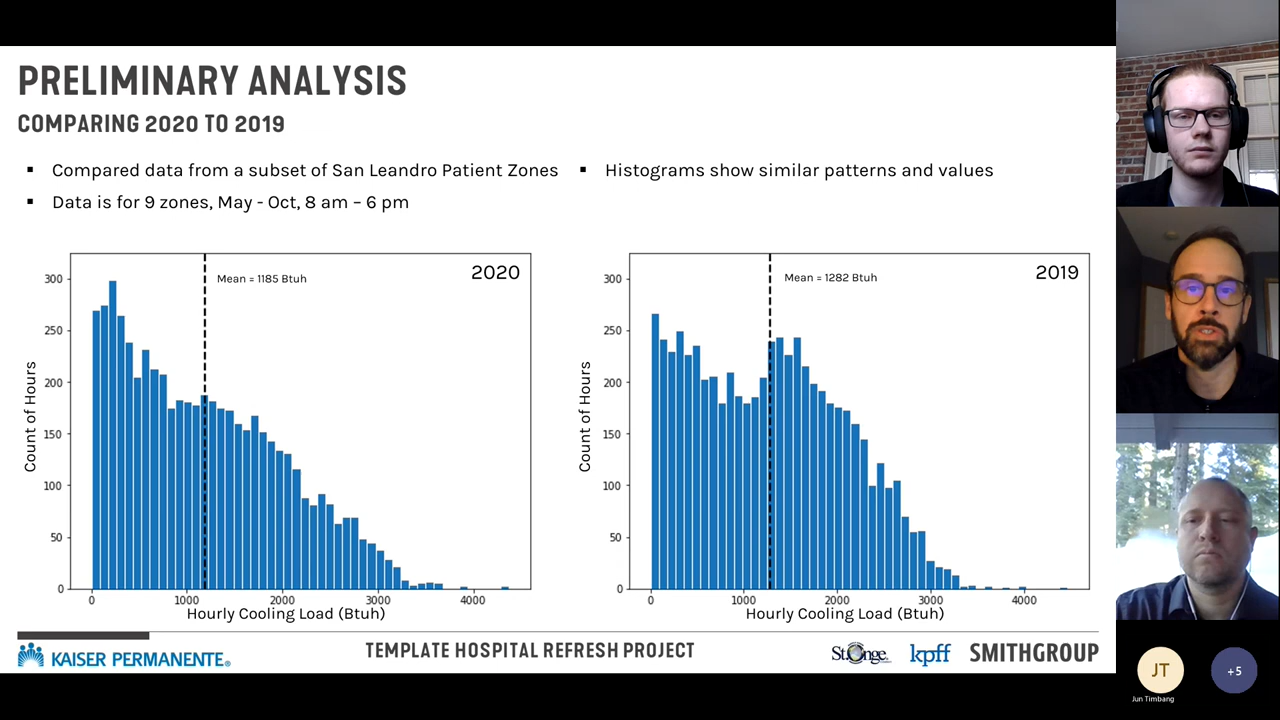 PRELIMINARY ANALYSIS
COMPARING 2020 TO 2019
▪ Compared data from a subset of San Leandro Patient Zones
▪ Data is for 9 zones, May - Oct, 8 am – 6 pm
▪ Histograms show similar patterns and values
Count of Hours
300
250
200
150
100
50
0
Mean = 1185 Btuh
2020
0 1000 2000 3000 4000
Hourly Cooling Load (Btuh)
Count of Hours
300
250
200
150
100
50
0
Mean = 1282 Btuh
2019
0 1000 2000 3000 4000
Hourly Cooling Load (Btuh)
KAISER PERMANENTE®
TEMPLATE HOSPITAL REFRESH PROJECT
St.Onge
kpff
SMITHGROUP
JT
Jun Timbang
+5